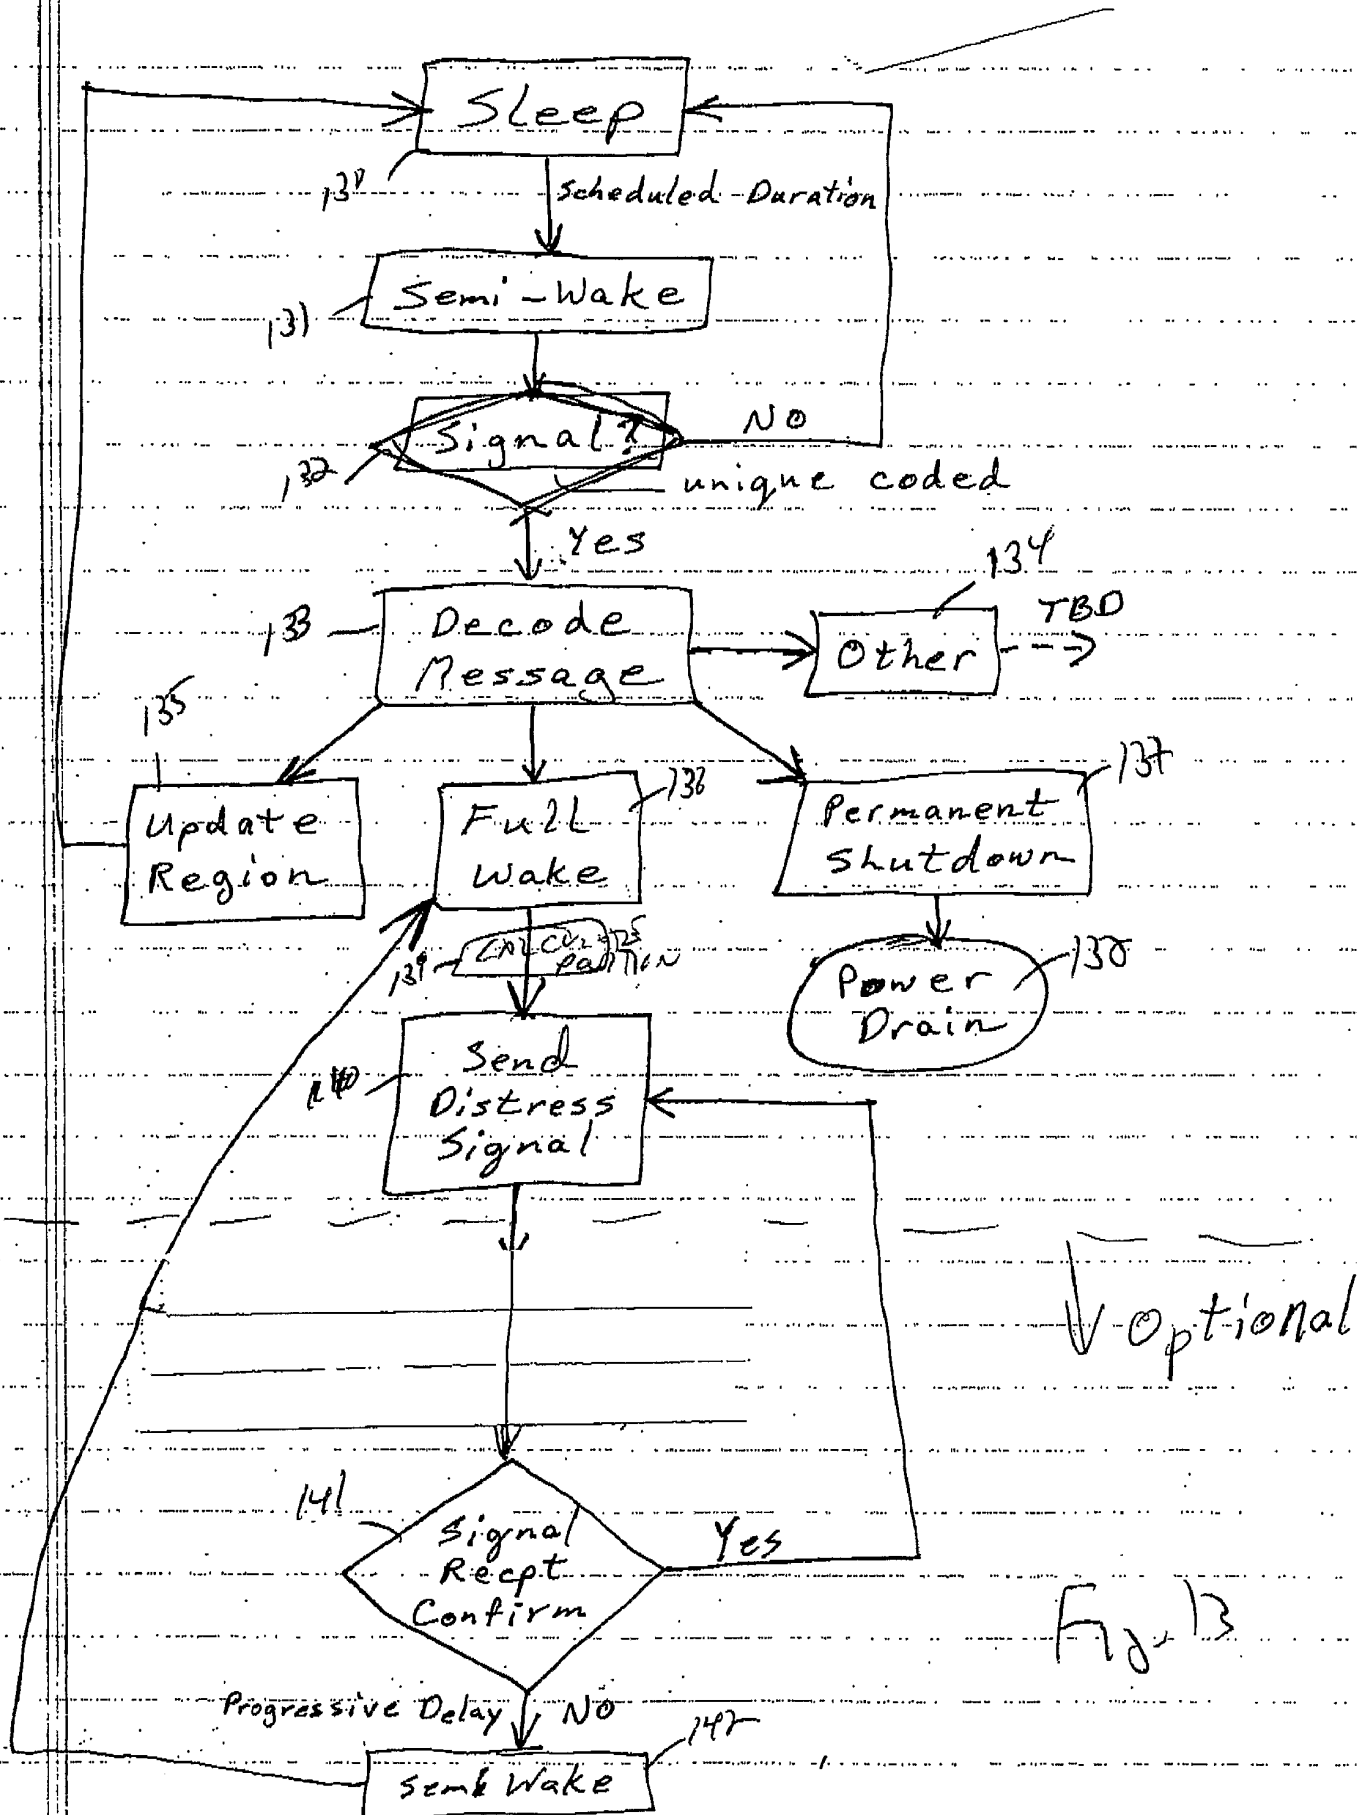 Sleep
130
Scheduled Duration
Semi-Wake
131
Signal?
NO
132
unique coded
Yes
134
133
Decode
Message
TBD
Other
135
Update
Region
136
Full
Wake
137
Permanent
Shutdown
139
138
Power
Drain
140
Send
Distress
Signal
Optional
141
Signal
Recpt
Confirm
Yes
Fig. 13
Progressive Delay
NO
142
Semi Wake